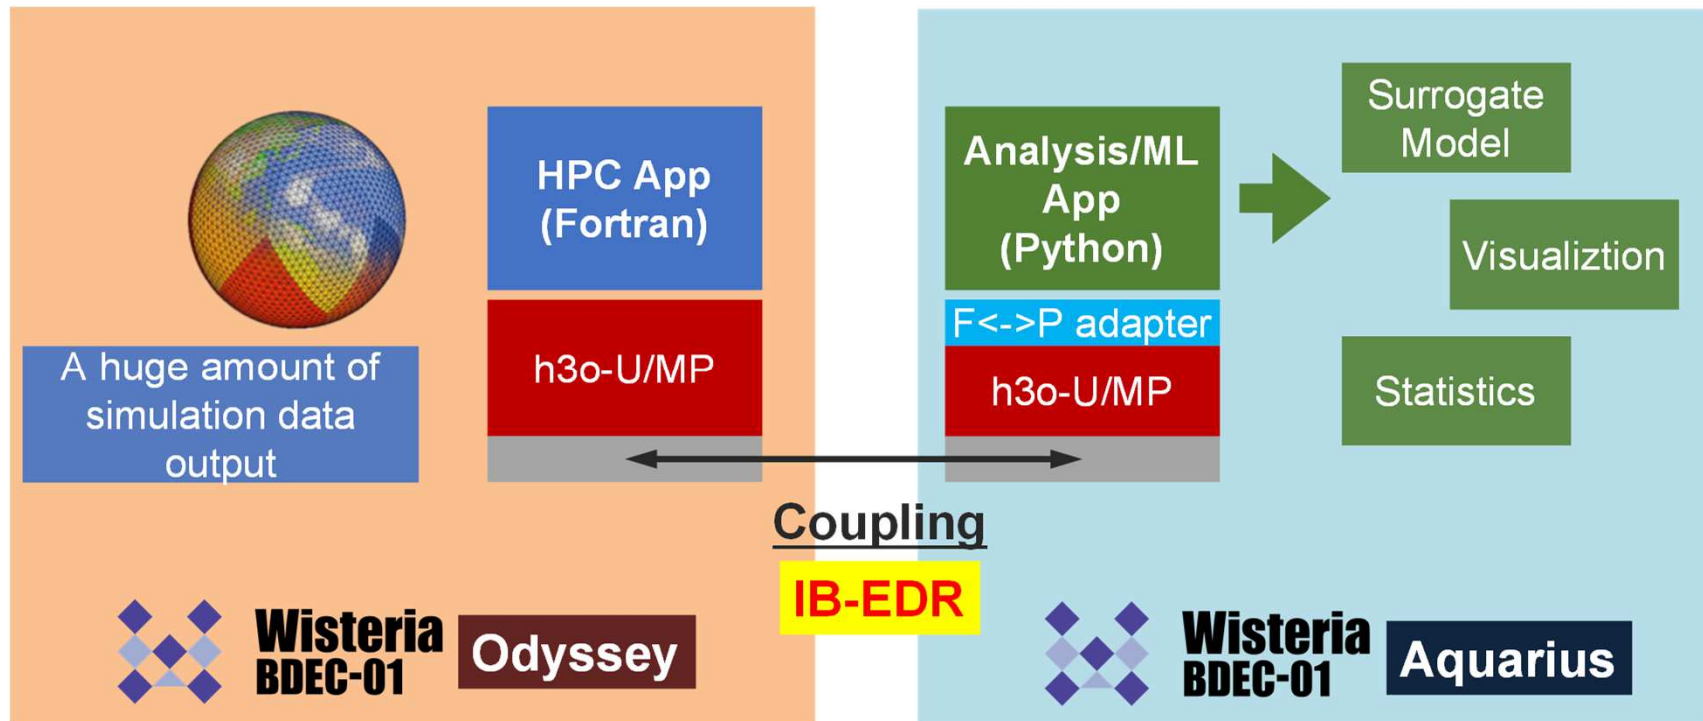 HPC App
(Fortran)
h3o-U/MP
A huge amount of
simulation data
output
Analysis/ML
App
(Python)
F<->P adapter
h3o-U/MP
Surrogate
Model
Visualiztion
Statistics
Coupling
IB-EDR
Wisteria
BDEC-01
Odyssey
Wisteria
BDEC-01
Aquarius